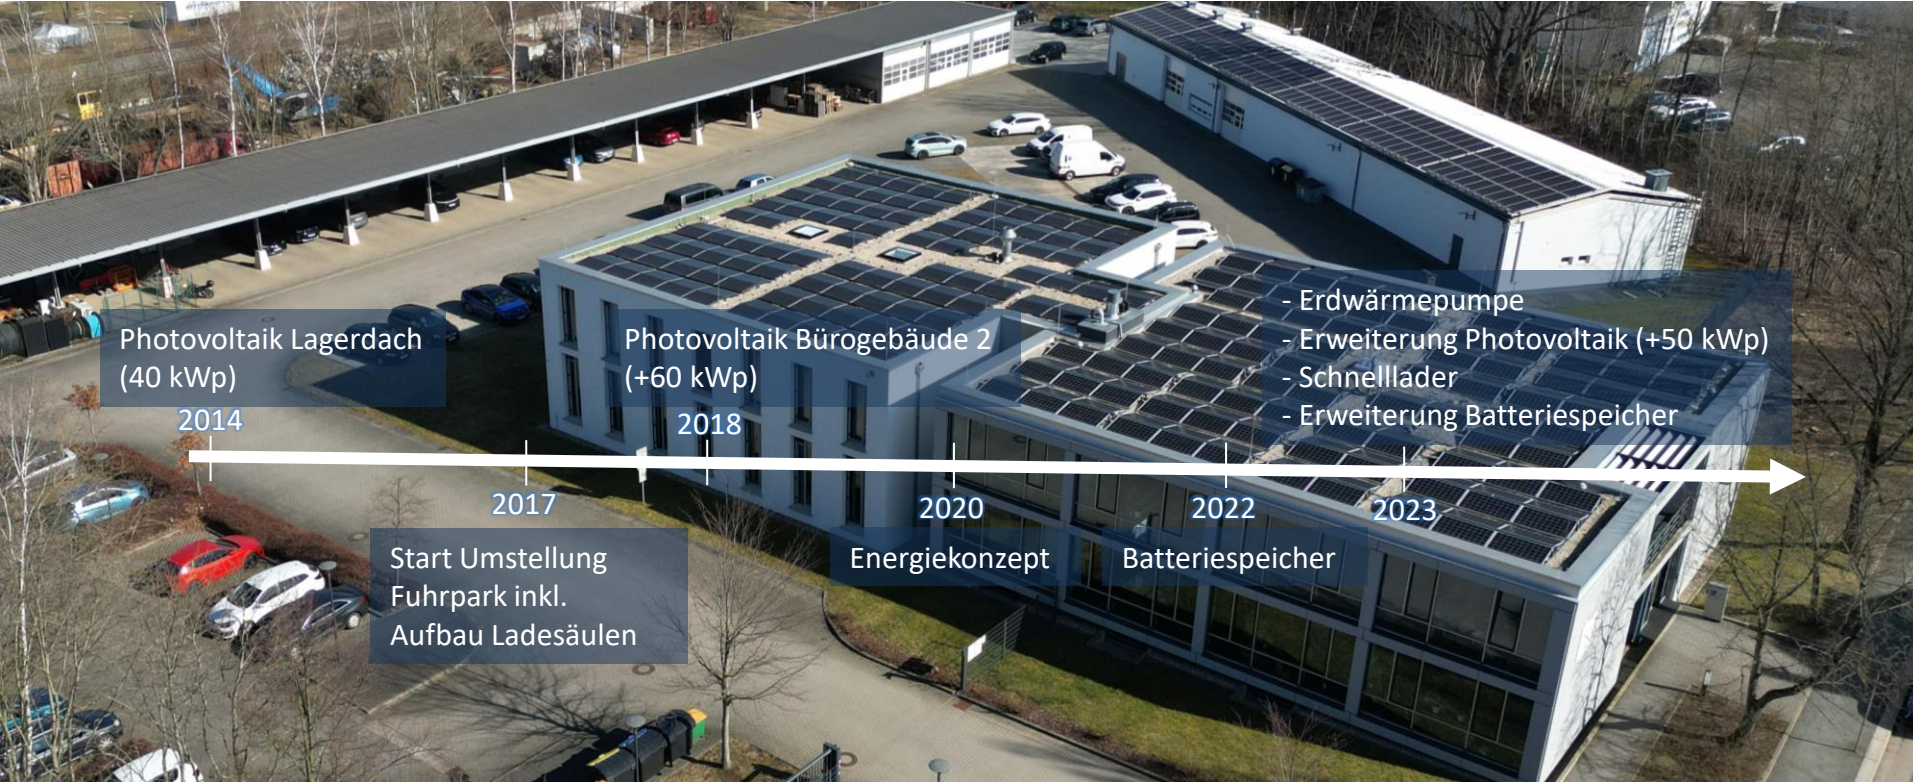 Photovoltaik Lagerdach
(40 kWp)
2014
Start Umstellung
Fuhrpark inkl.
Aufbau Ladesäulen
2017
Photovoltaik Bürogebäude 2
(+60 kWp)
2018
2020
Energiekonzept
2022
Batteriespeicher
- Erdwärmepumpe
- Erweiterung Photovoltaik (+50 kWp)
- Schnelllader
- Erweiterung Batteriespeicher
2023